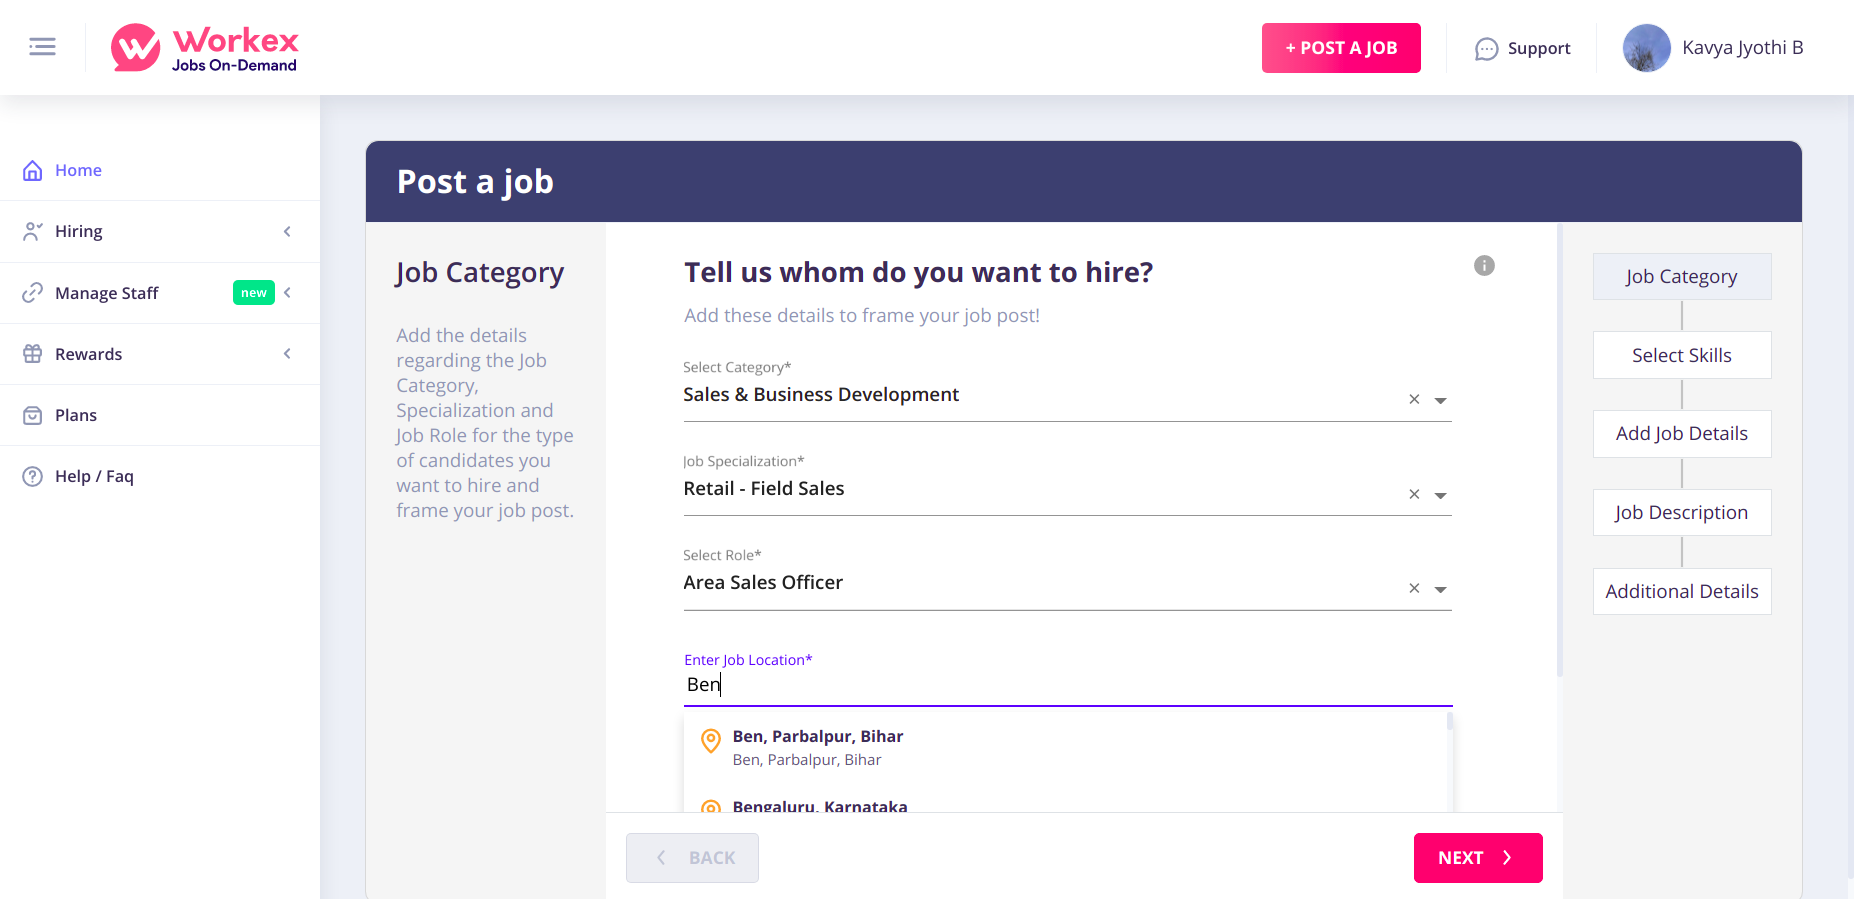 Workex
Jobs On-Demand
+ POST A JOB
Support
Kavya Jyothi B
Home
Hiring
Manage Staff
new
Rewards
Plans
Help / Faq
Post a job
Job Category
Add the details
regarding the Job
Category,
Specialization and
Job Role for the type
of candidates you
want to hire and
frame your job post.
Tell us whom do you want to hire?
Add these details to frame your job post!
Select Category*
Sales & Business Development
Job Specialization*
Retail - Field Sales
Select Role*
Area Sales Officer
Enter Job Location*
Ben
Ben, Parbalpur, Bihar
Ben, Parbalpur, Bihar
Bengaluru, Karnataka
BACK
NEXT
Job Category
Select Skills
Add Job Details
Job Description
Additional Details